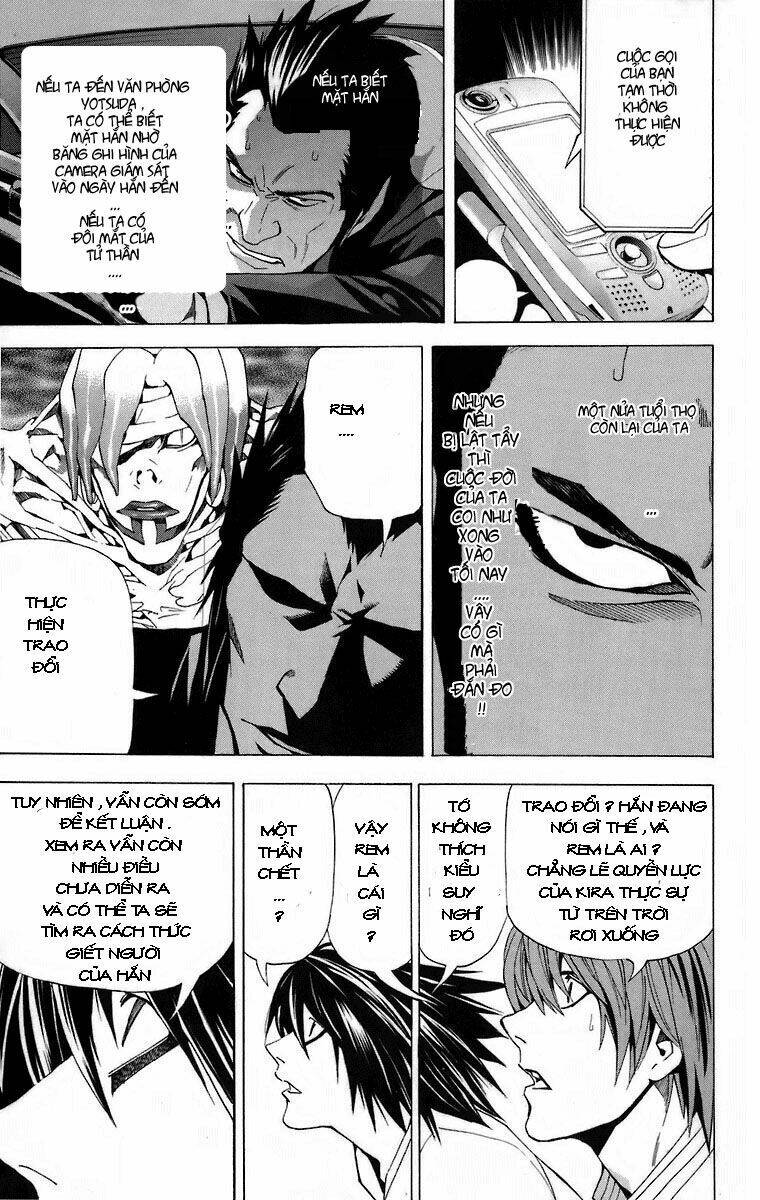 CUỘC GỌI
CỦA BẠN
TẠM THỜI
KHÔNG
THỰC HIỆN
ĐƯỢC
NẾU TA BIẾT
MẶT HẮN
NẾU TA ĐẾN VĂN PHÒNG
YOTSUDA,
TA CÓ THỂ BIẾT
MẶT HẮN NHỜ
BĂNG GHI HÌNH CỦA
CAMERA GIÁM SÁT
VÀO NGÀY HẮN ĐẾN
...
NẾU TA CÓ
ĐÔI MẮT CỦA
TỬ THẦN
....
...
MỘT NỬA TUỔI THỌ
CÒN LẠI CỦA TA
...
NHƯNG
NẾU
BỊ LẬT TẨY
THÌ
CUỘC ĐỜI
CỦA TA
COI NHƯ
XONG
VÀO
TỐI NAY
....
VẬY
CÓ GÌ
MÀ
PHẢI
ĐẮN ĐO
!!
REM
....
THỰC
HIỆN
TRAO
ĐỔI
TRAO ĐỔI ? HẮN ĐANG
NÓI GÌ THẾ , VÀ
REM LÀ AI ?
CHẲNG LẼ QUYỀN LỰC
CỦA KIRA THỰC SỰ
TỪ TRÊN TRỜI
RƠI XUỐNG
TỚ
KHÔNG
THÍCH
KIỂU
SUY
NGHĨ
ĐÓ
VẬY
REM
LÀ
CÁI
GÌ
?
MỘT
THẦN
CHẾT
...
?
TUY NHIÊN , VẪN CÒN SỚM
ĐỂ KẾT LUẬN .
XEM RA VẪN CÒN
NHIỀU ĐIỀU
CHƯA DIỄN RA
VÀ CÓ THỂ TA SẼ
TÌM RA CÁCH THỨC
GIẾT NGƯỜI
CỦA HẮN